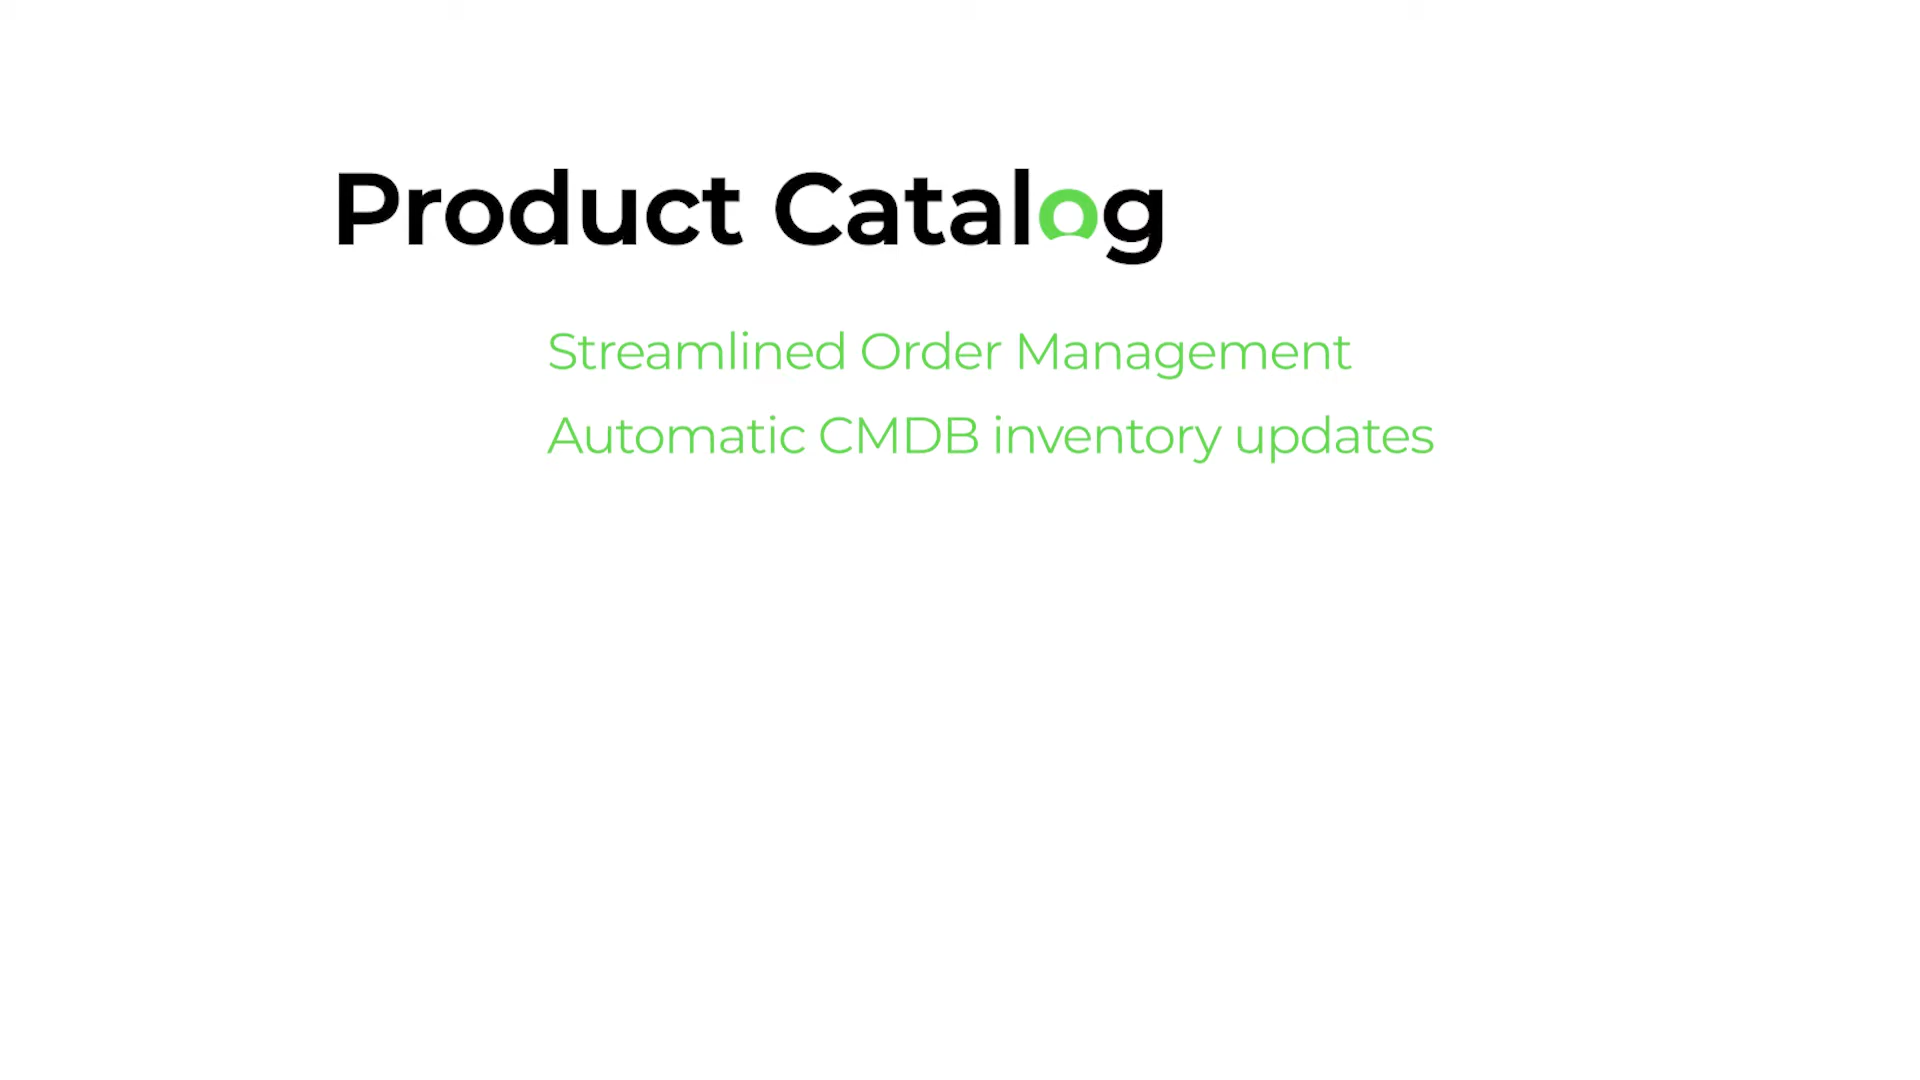 Product Catalog
Streamlined Order Management
Automatic CMDB inventory updates